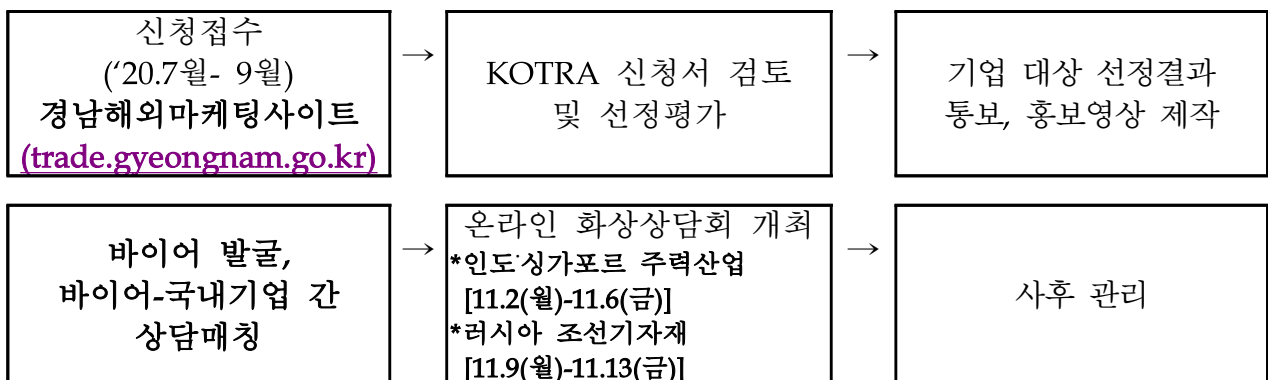 신청접수
(‘20.7월- 9월)
경남해외마케팅사이트
(trade.gyeongnam.go.kr)
→
KOTRA 신청서 검토
및 선정평가
→
기업 대상 선정결과
통보, 홍보영상 제작
바이어 발굴,
바이어-국내기업 간
상담매칭
→
온라인 화상상담회 개최
*인도·싱가포르 주력산업
[11.2(월)-11.6(금)]
*러시아 조선기자재
[11.9(월)-11.13(금)]
→
사후 관리